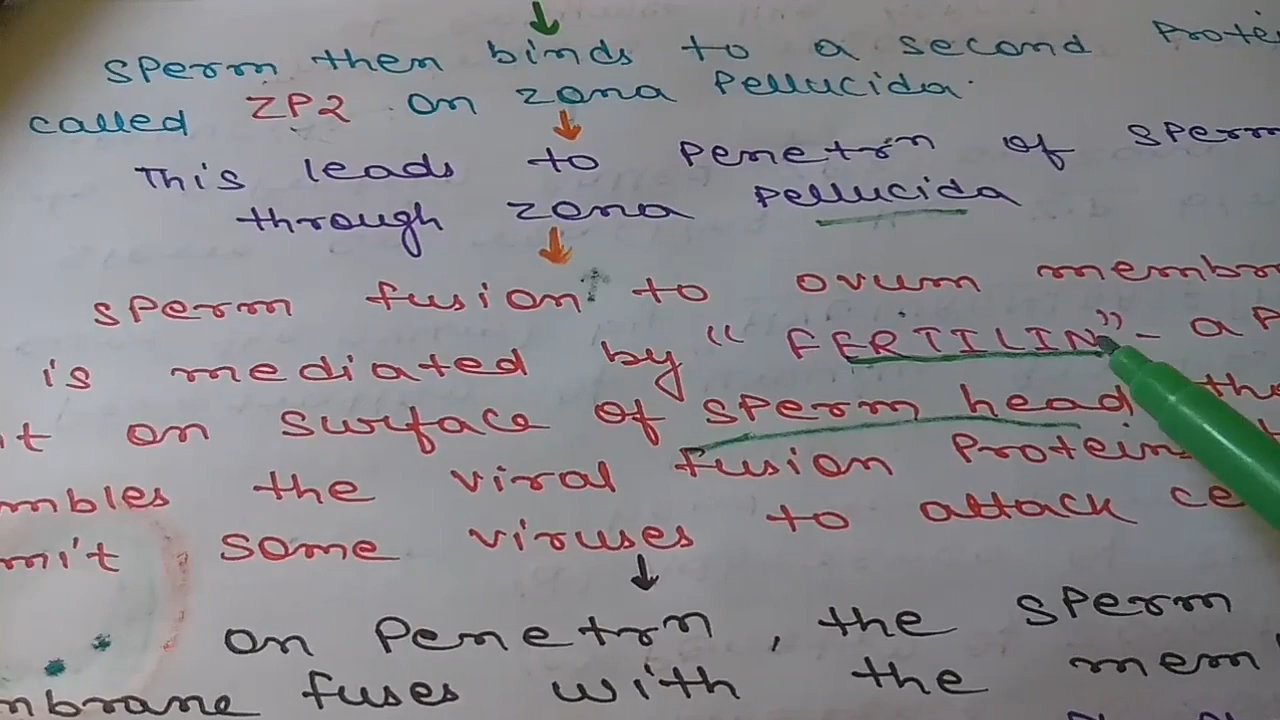 sperm then binds to a second Prote
called ZP2 on zona Pellucida.
This leads to Penetrn of sperm
through zona Pellucida
sperm fusion to ovum membr
is mediated by "FERTILIN" - a P
t on surface of sperm head the
mbles the viral fusion Protein
mit some viruses to attack ce
on Penetrn, the sperm
mbrane fuses with the mem